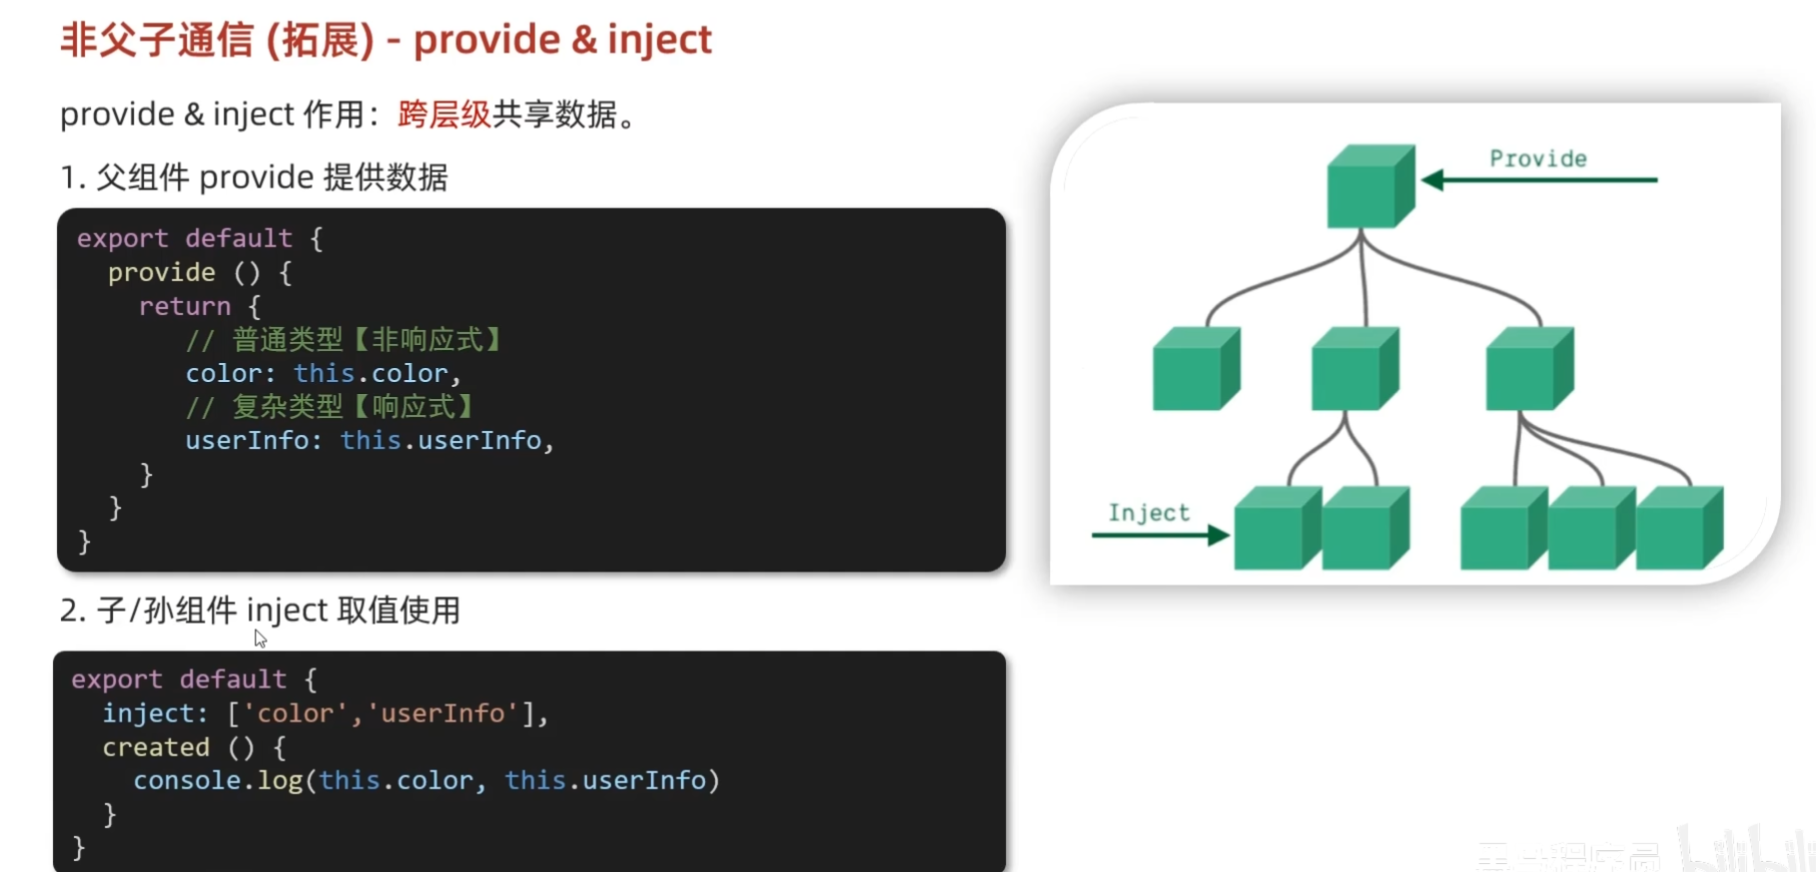 非父子通信 (拓展) - provide & inject
provide & inject 作用：跨层级共享数据。
1. 父组件 provide 提供数据
export default {
  provide () {
    return {
       // 普通类型【非响应式】
       color: this.color,
       // 复杂类型【响应式】
       userInfo: this.userInfo,
    }
  }
}
2. 子/孙组件 inject 取值使用
export default {
  inject: ['color','userInfo'],
  created () {
    console.log(this.color, this.userInfo)
  }
}
Provide
Inject
bilibili